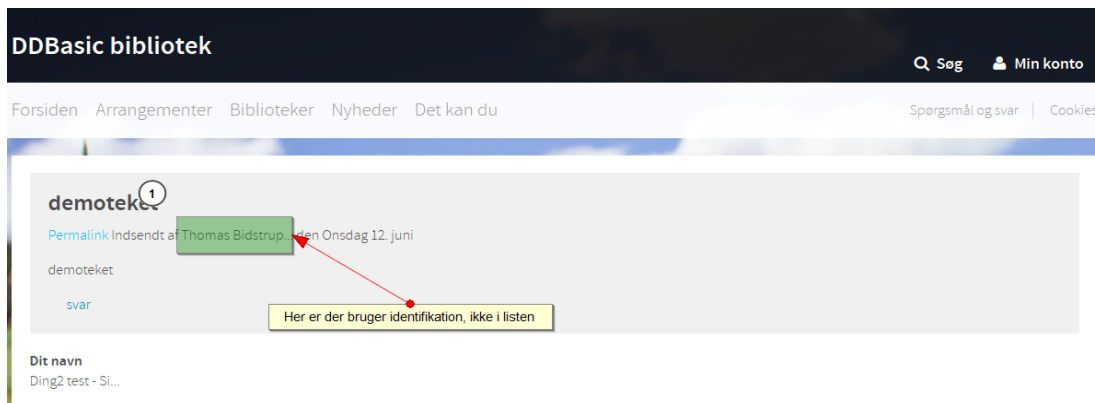 DDBasic bibliotek
Søg Min konto
Forsiden Arrangementer Biblioteker Nyheder Det kan du
Spørgsmål og svar | Cookies
1
demoteket
Permalink Indsendt af Thomas Bidstrup... den Onsdag 12. juni
demoteket
svar
Her er der bruger identifikation, ikke i listen
Dit navn
Ding2 test - Si...